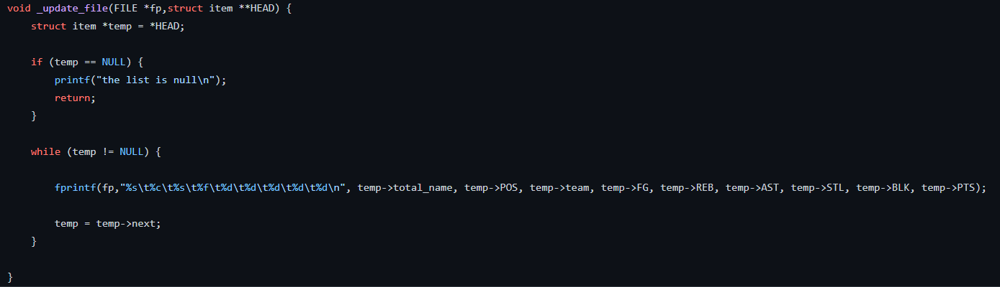 void _update_file(FILE *fp,struct item **HEAD) {
    struct item *temp = *HEAD;
    if (temp == NULL) {
        printf("the list is null\n");
        return;
    }
    while (temp != NULL) {
        fprintf(fp,"%s\t%c\t%s\t%f\t%d\t%d\t%d\t%d\t%d\n", temp->total_name, temp->POS, temp->team, temp->FG, temp->REB, temp->AST, temp->STL, temp->BLK, temp->PTS);
        temp = temp->next;
    }
}